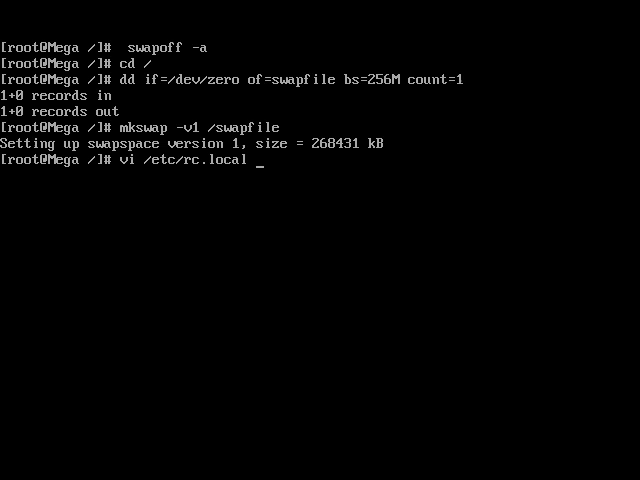 [root@Mega /]#  swapoff -a
[root@Mega /]# cd /
[root@Mega /]# dd if=/dev/zero of=swapfile bs=256M count=1
1+0 records in
1+0 records out
[root@Mega /]# mkswap -v1 /swapfile
Setting up swapspace version 1, size = 268431 kB
[root@Mega /]# vi /etc/rc.local _